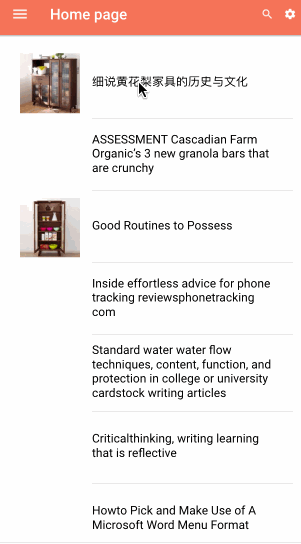 Home page
细说黄花梨家具的历史与文化
ASSESSMENT Cascadian Farm
Organic's 3 new granola bars that
are crunchy
Good Routines to Possess
Inside effortless advice for phone
tracking reviewsphonetracking
com
Standard water water flow
techniques, content, function, and
protection in college or university
cardstock writing articles
Criticalthinking, writing learning
that is reflective
Howto Pick and Make Use of A
Microsoft Word Menu Format